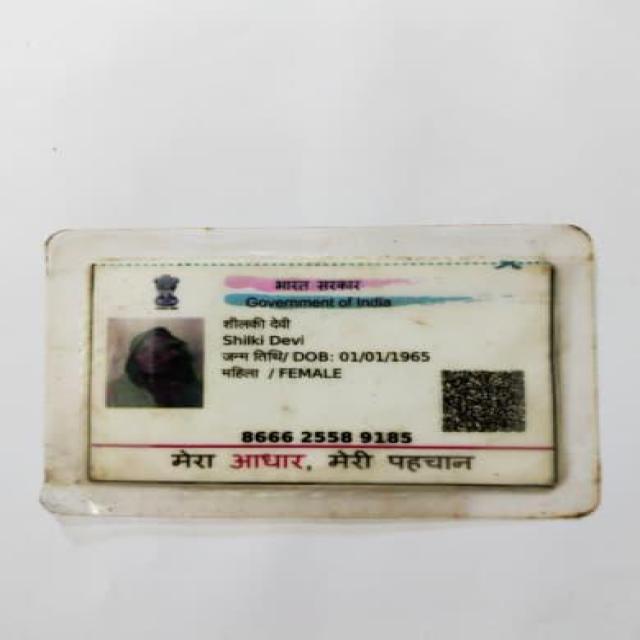 भारत सरकार
Government of India
शीलकी देवी
Shilki Devi
जन्म तिथि/ DOB: 01/01/1965
महिला / FEMALE
8666 2558 9185
मेरा आधार, मेरी पहचान